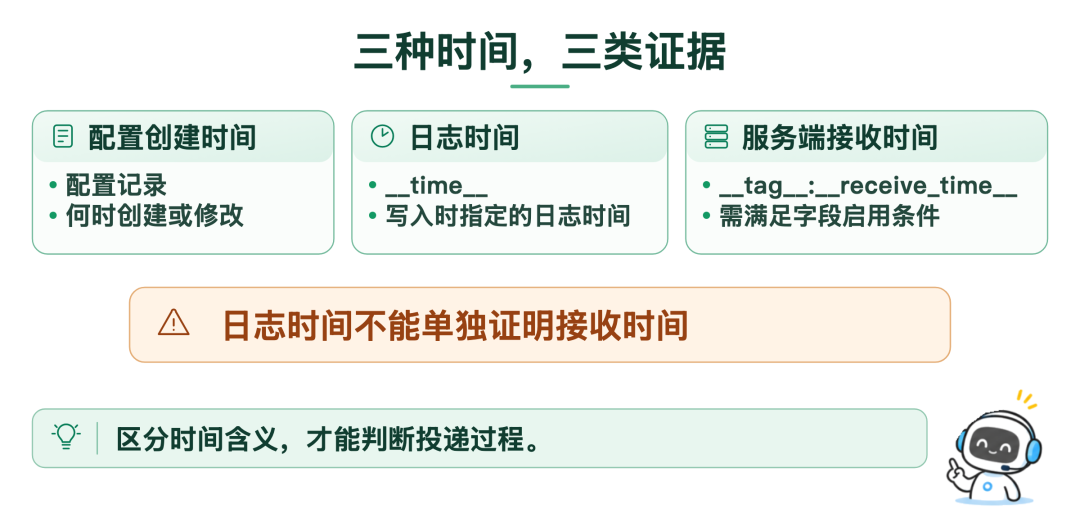 三种时间，三类证据
配置创建时间
• 配置记录
• 何时创建或修改
日志时间
• __time__
• 写入时指定的日志时间
服务端接收时间
• __tag__:__receive_time__
• 需满足字段启用条件
日志时间不能单独证明接收时间
区分时间含义，才能判断投递过程。